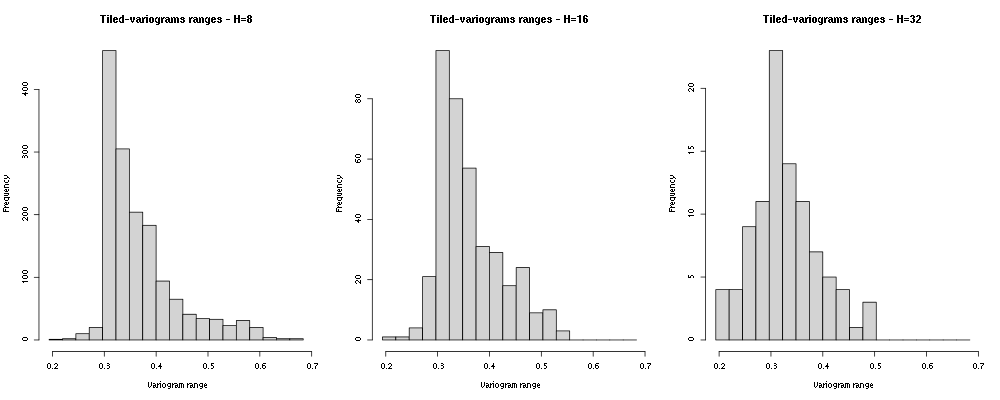 Tiled-variograms ranges - H=8
Frequency
400
300
200
100
0
0.2 0.3 0.4 0.5 0.6 0.7
Variogram range
Tiled-variograms ranges - H=16
Frequency
80
60
40
20
0
0.2 0.3 0.4 0.5 0.6 0.7
Variogram range
Tiled-variograms ranges - H=32
Frequency
20
15
10
5
0
0.2 0.3 0.4 0.5 0.6 0.7
Variogram range